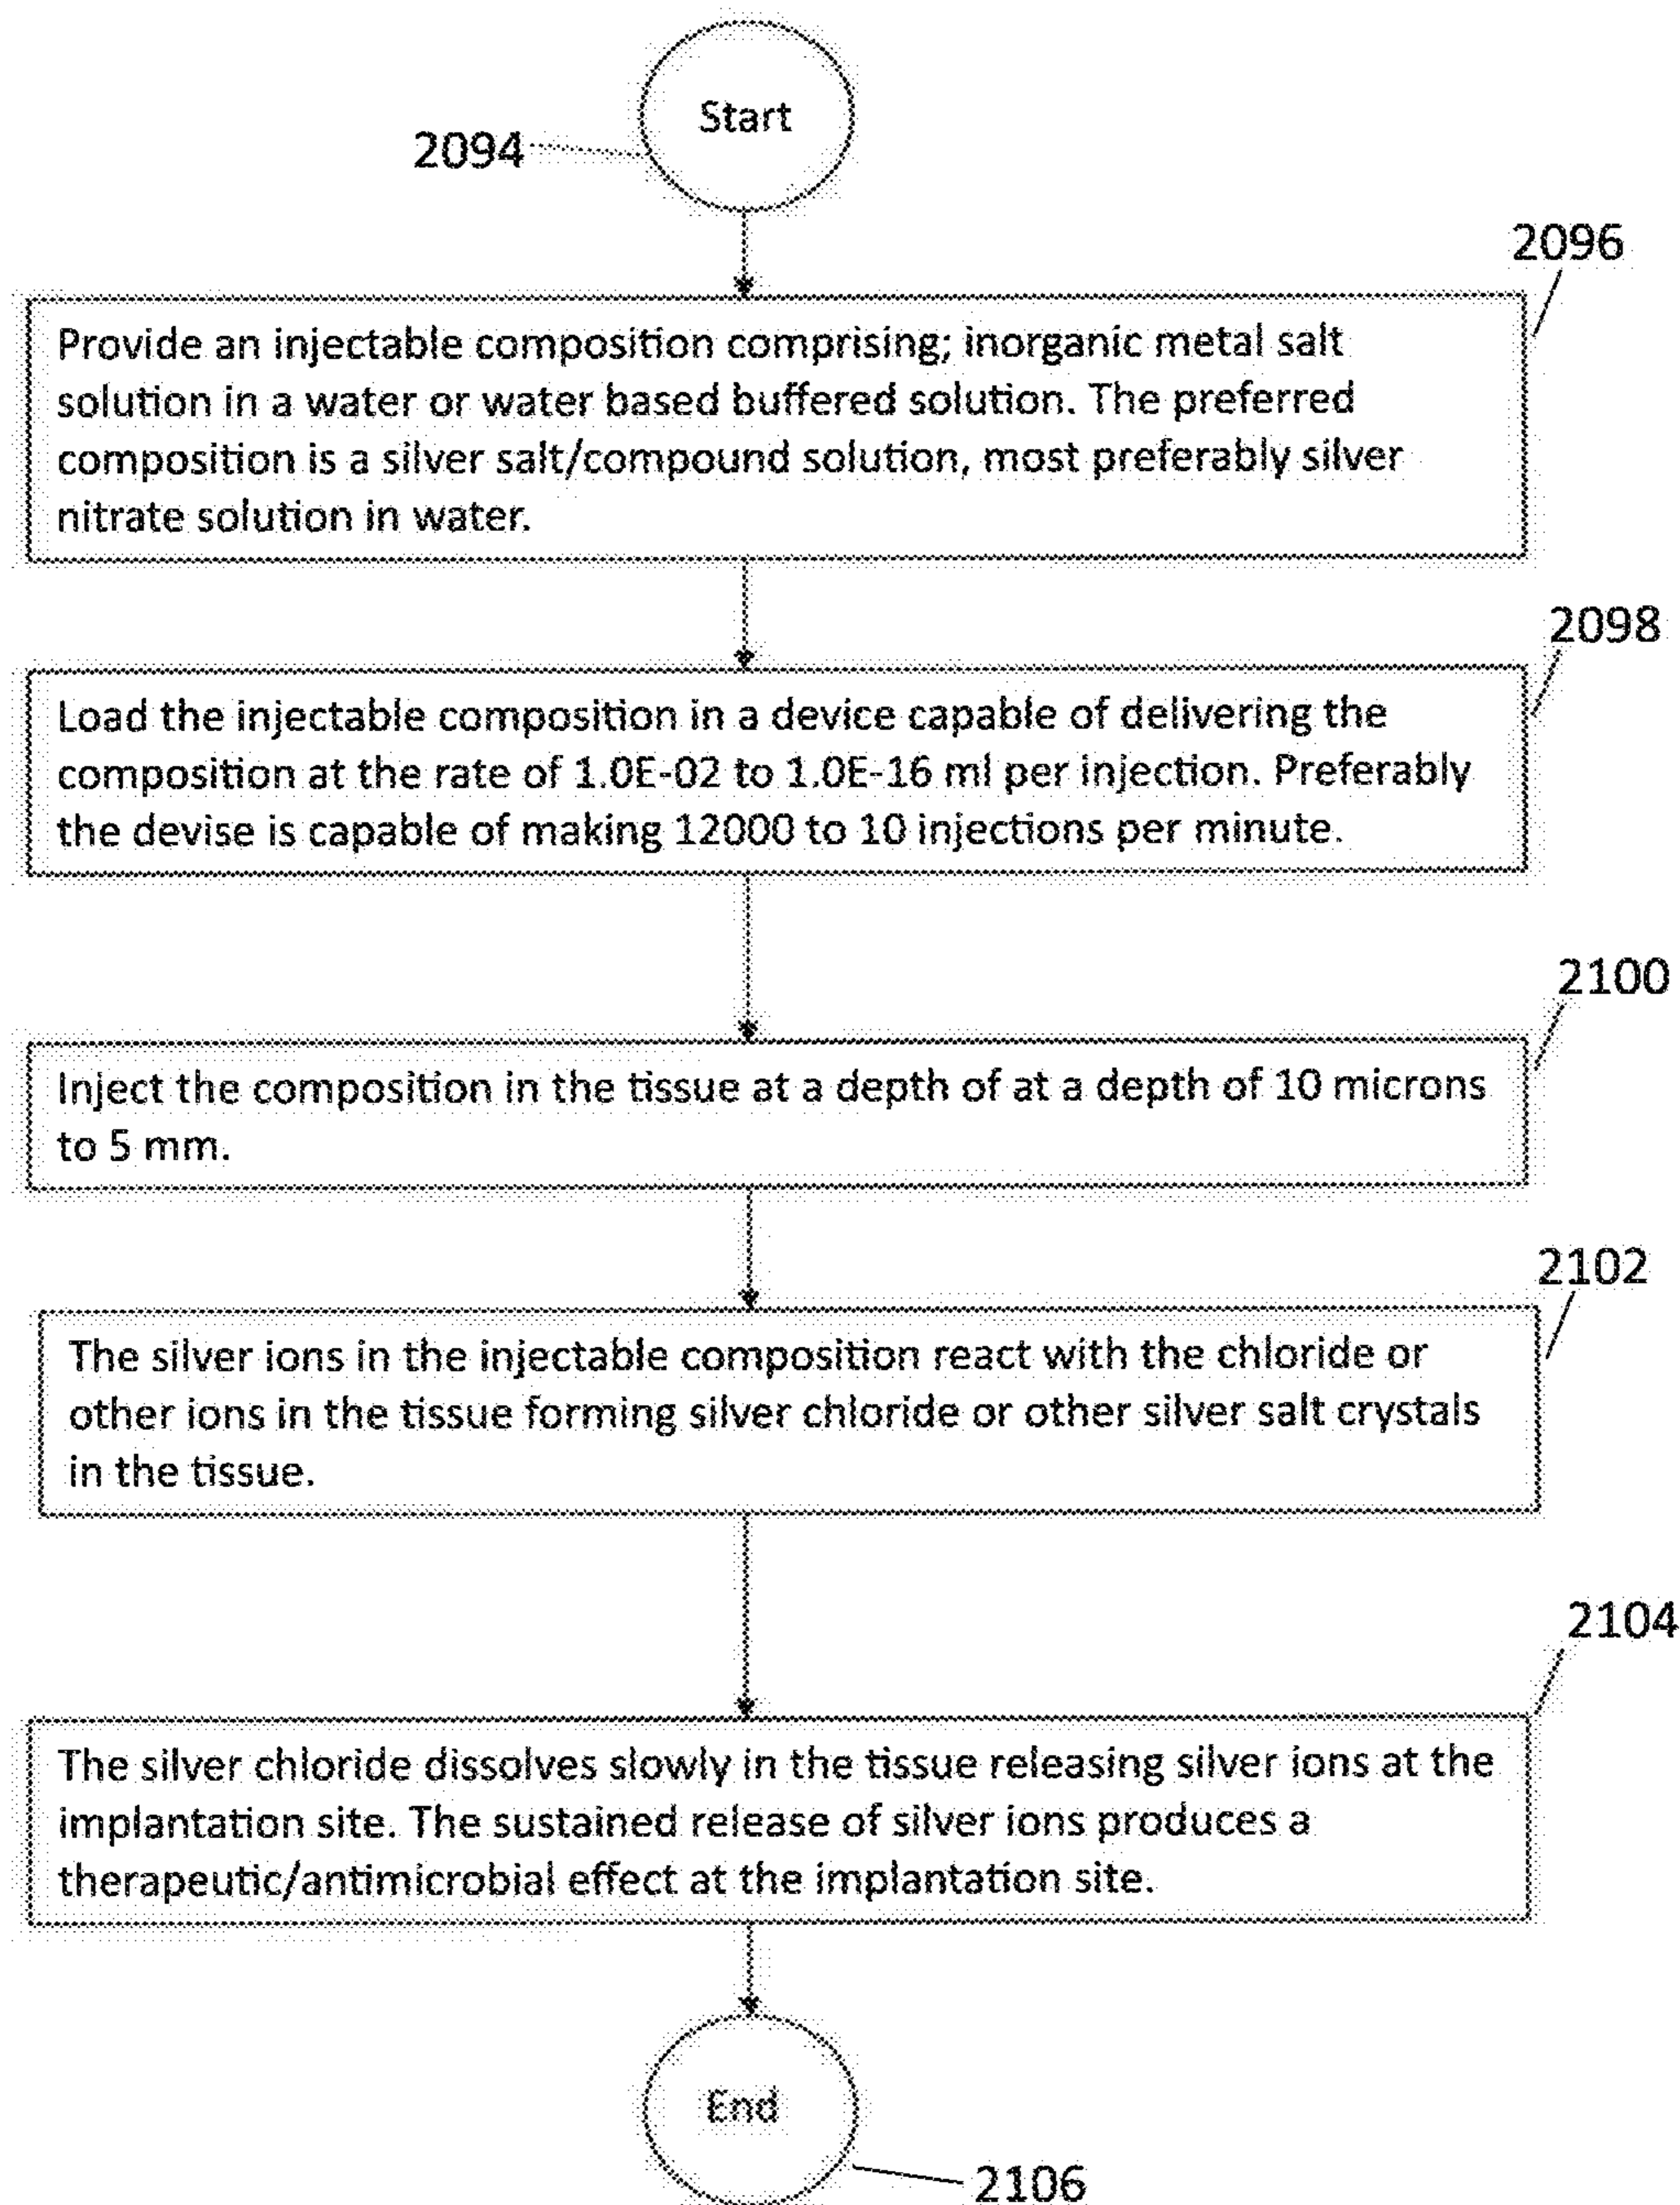 Start
2094
2096
Provide an injectable composition comprising; inorganic metal salt
solution in a water or water based buffered solution. The preferred
composition is a silver salt/compound solution, most preferably silver
nitrate solution in water.
2098
Load the injectable composition in a device capable of delivering the
composition at the rate of 1.0E-02 to 1.0E-16 ml per injection. Preferably
the devise is capable of making 12000 to 10 injections per minute.
2100
Inject the composition in the tissue at a depth of at a depth of 10 microns
to 5 mm.
2102
The silver ions in the injectable composition react with the chloride or
other ions in the tissue forming silver chloride or other silver salt crystals
in the tissue.
2104
The silver chloride dissolves slowly in the tissue releasing silver ions at the
implantation site. The sustained release of silver ions produces a
therapeutic/antimicrobial effect at the implantation site.
End
2106